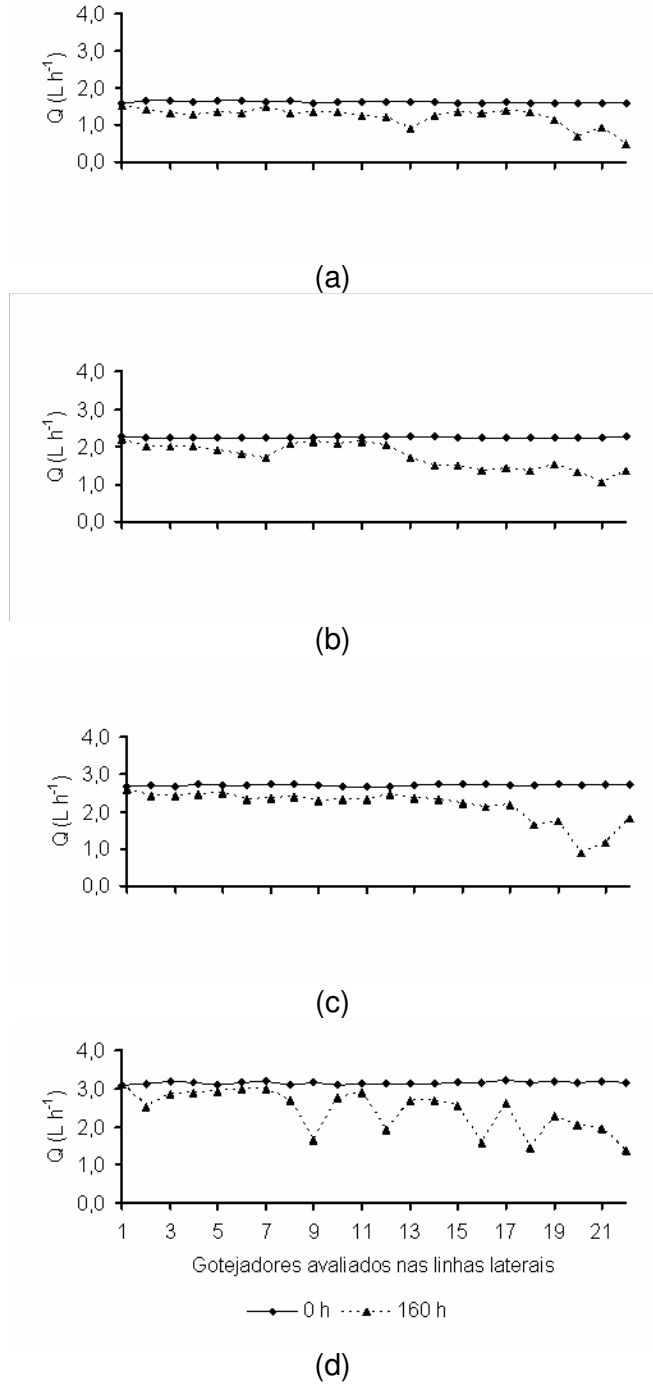 4,0
3,0
2,0
1,0
0,0
Q (L h⁻¹)
(a)
4,0
3,0
2,0
1,0
0,0
Q (L h⁻¹)
(b)
4,0
3,0
2,0
1,0
0,0
Q (L h⁻¹)
(c)
4,0
3,0
2,0
1,0
0,0
Q (L h⁻¹)
1 3 5 7 9 11 13 15 17 19 21
Gotejadores avaliados nas linhas laterais
0 h 160 h
(d)